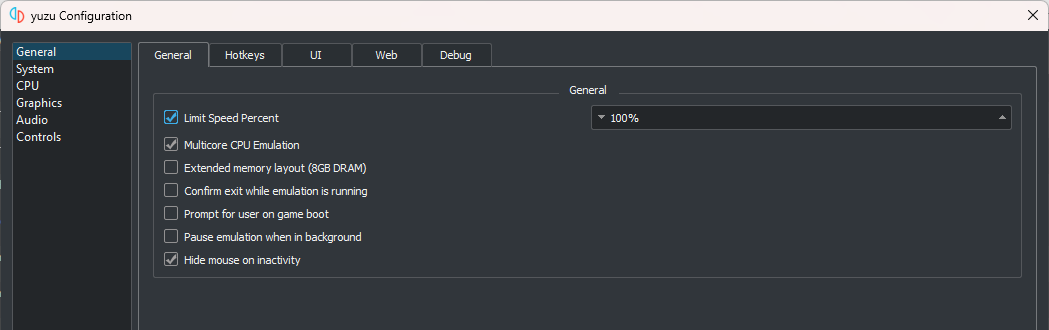 yuzu Configuration
General
System
CPU
Graphics
Audio
Controls
General Hotkeys UI Web Debug
General
Limit Speed Percent 100%
Multicore CPU Emulation
Extended memory layout (8GB DRAM)
Confirm exit while emulation is running
Prompt for user on game boot
Pause emulation when in background
Hide mouse on inactivity